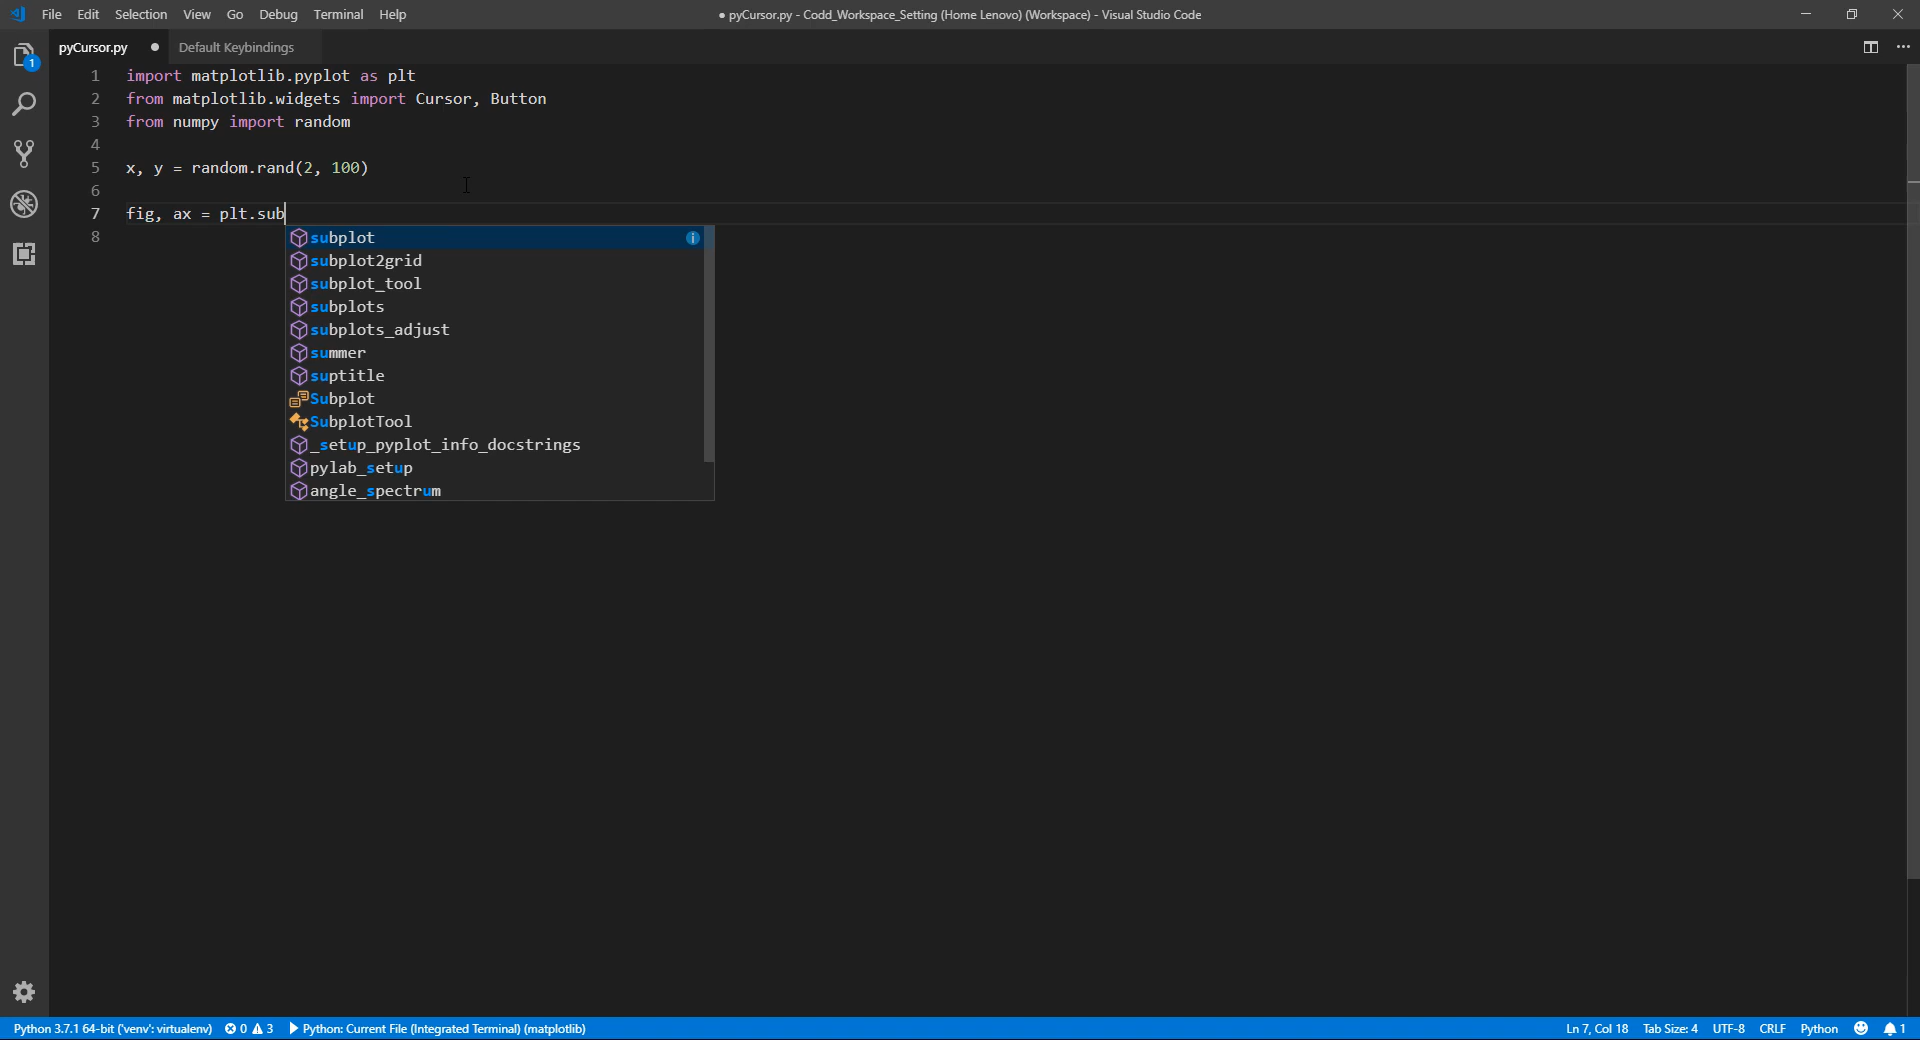 File Edit Selection View Go Debug Terminal Help
● pyCursor.py - Codd_Workspace_Setting (Home Lenovo) (Workspace) - Visual Studio Code
pyCursor.py ● Default Keybindings
1
1 import matplotlib.pyplot as plt
2 from matplotlib.widgets import Cursor, Button
3 from numpy import random
4
5 x, y = random.rand(2, 100)
6
7 fig, ax = plt.sub
8
subplot
subplot2grid
subplot_tool
subplots
subplots_adjust
summer
suptitle
Subplot
SubplotTool
_setup_pyplot_info_docstrings
pylab_setup
angle_spectrum
Python 3.7.1 64-bit ('venv': virtualenv) 0 3 Python: Current File (Integrated Terminal) (matplotlib) Ln 7, Col 18 Tab Size: 4 UTF-8 CRLF Python 1